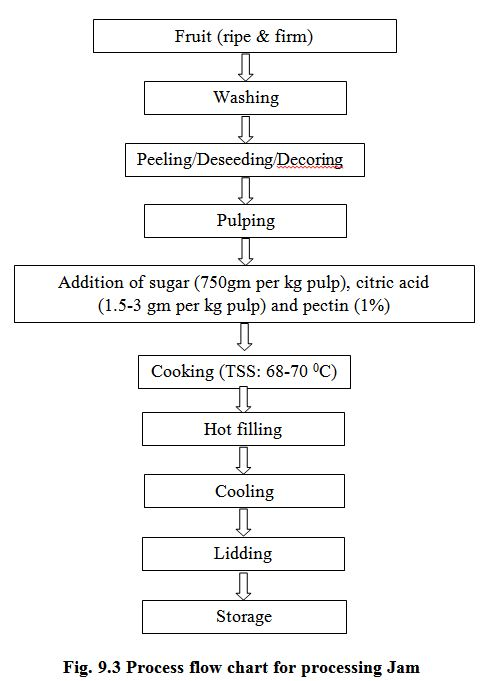 Fruit (ripe & firm)
Washing
Peeling/Deseeding/Decoring
Pulping
Addition of sugar (750gm per kg pulp), citric acid
(1.5-3 gm per kg pulp) and pectin (1%)
Cooking (TSS: 68-70 ⁰C)
Hot filling
Cooling
Lidding
Storage
Fig. 9.3 Process flow chart for processing Jam